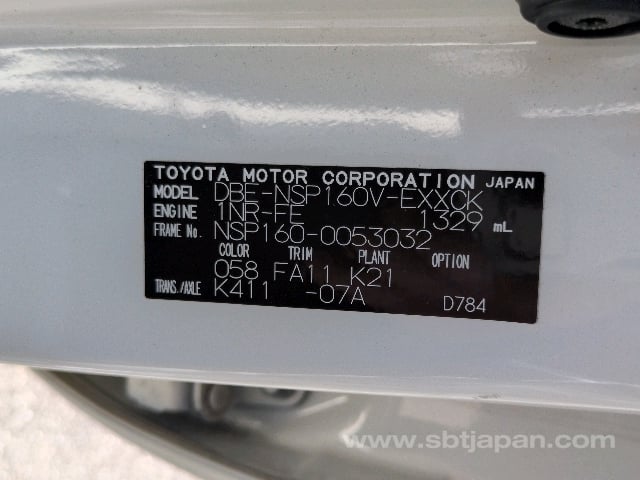 TOYOTA MOTOR CORPORATION JAPAN
MODEL DBE-NSP160V-EXXCK
ENGINE 1NR-FE 1329 mL
FRAME No. NSP160-0053032
COLOR TRIM PLANT OPTION
058 FA11 K21
TRANS./AXLE K411 -07A D784
www.sbtjapan.com